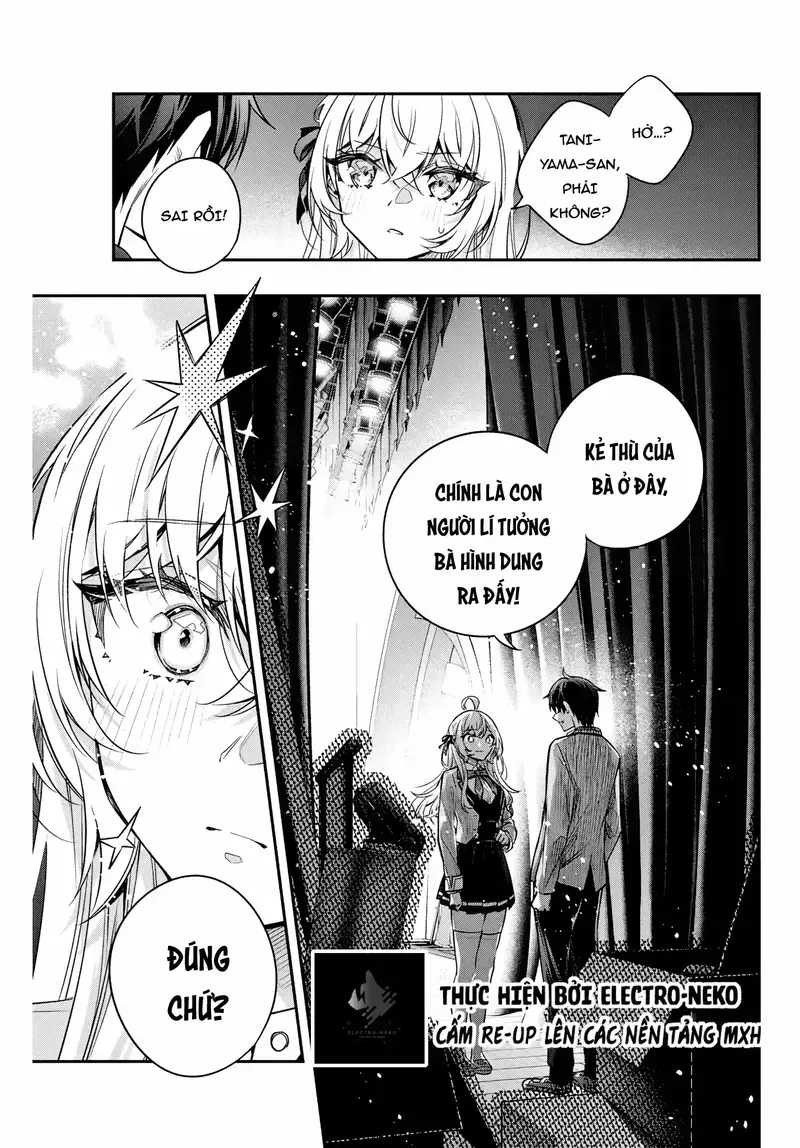 HỞ...?
TANI-
YAMA-SAN,
PHẢI
KHÔNG?
SAI RỒI!
KẺ THÙ CỦA
BÀ Ở ĐÂY,
CHÍNH LÀ CON
NGƯỜI LÍ TƯỞNG
BÀ HÌNH DUNG
RA ĐẤY!
ĐÚNG
CHỨ?
ELECTRO-NEKO
THỰC HIỆN BỞI ELECTRO-NEKO
CẤM RE-UP LÊN CÁC NỀN TẢNG MXH